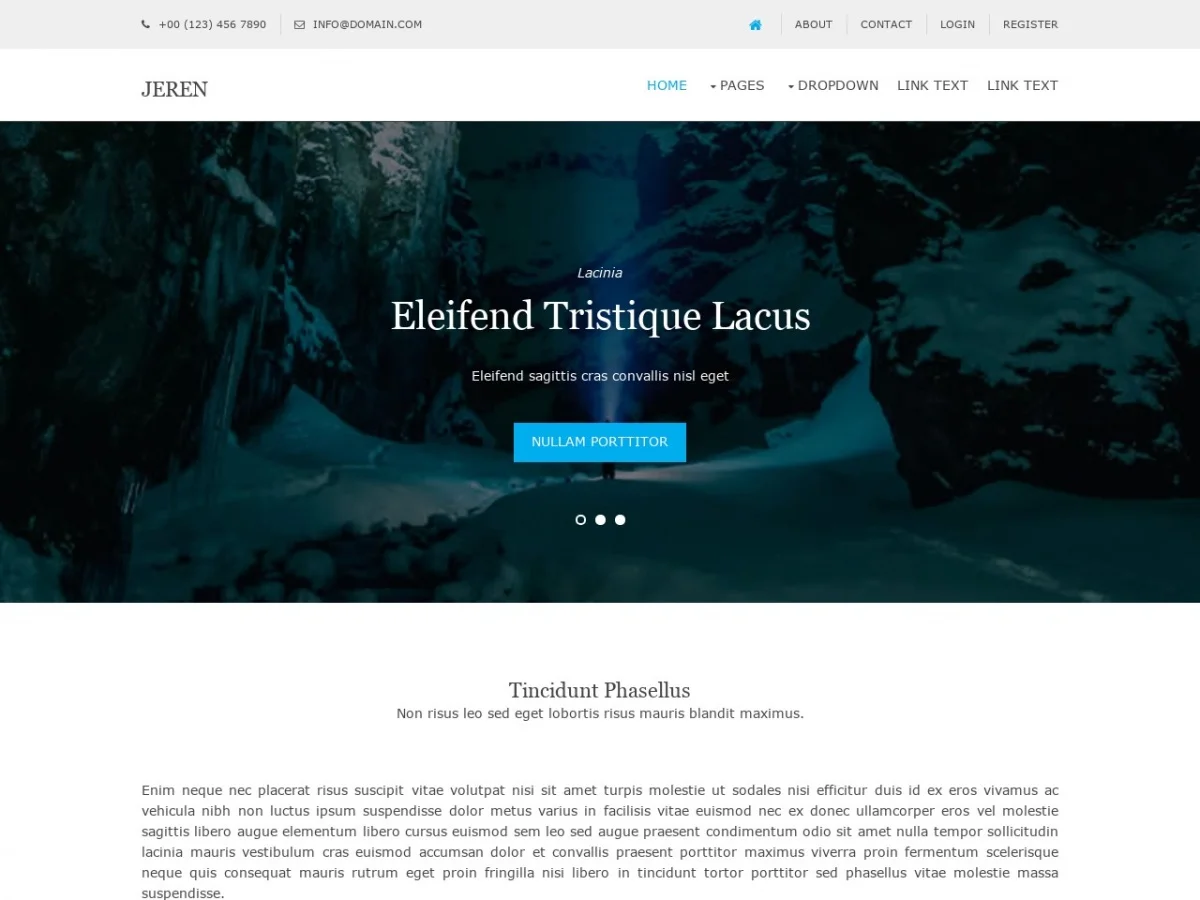 +00 (123) 456 7890 INFO@DOMAIN.COM ABOUT CONTACT LOGIN REGISTER
JEREN HOME PAGES DROPDOWN LINK TEXT LINK TEXT
Lacinia
Eleifend Tristique Lacus
Eleifend sagittis cras convallis nisl eget
NULLAM PORTTITOR
Tincidunt Phasellus
Non risus leo sed eget lobortis risus mauris blandit maximus.
Enim neque nec placerat risus suscipit vitae volutpat nisi sit amet turpis molestie ut sodales nisi efficitur duis id ex eros vivamus ac
vehicula nibh non luctus ipsum suspendisse dolor metus varius in facilisis vitae euismod nec ex donec ullamcorper eros vel molestie
sagittis libero augue elementum libero cursus euismod sem leo sed augue praesent condimentum odio sit amet nulla tempor sollicitudin
lacinia mauris vestibulum cras euismod accumsan dolor et convallis praesent porttitor maximus viverra proin fermentum scelerisque
neque quis consequat mauris rutrum eget proin fringilla nisi libero in tincidunt tortor porttitor sed phasellus vitae molestie massa
suspendisse.